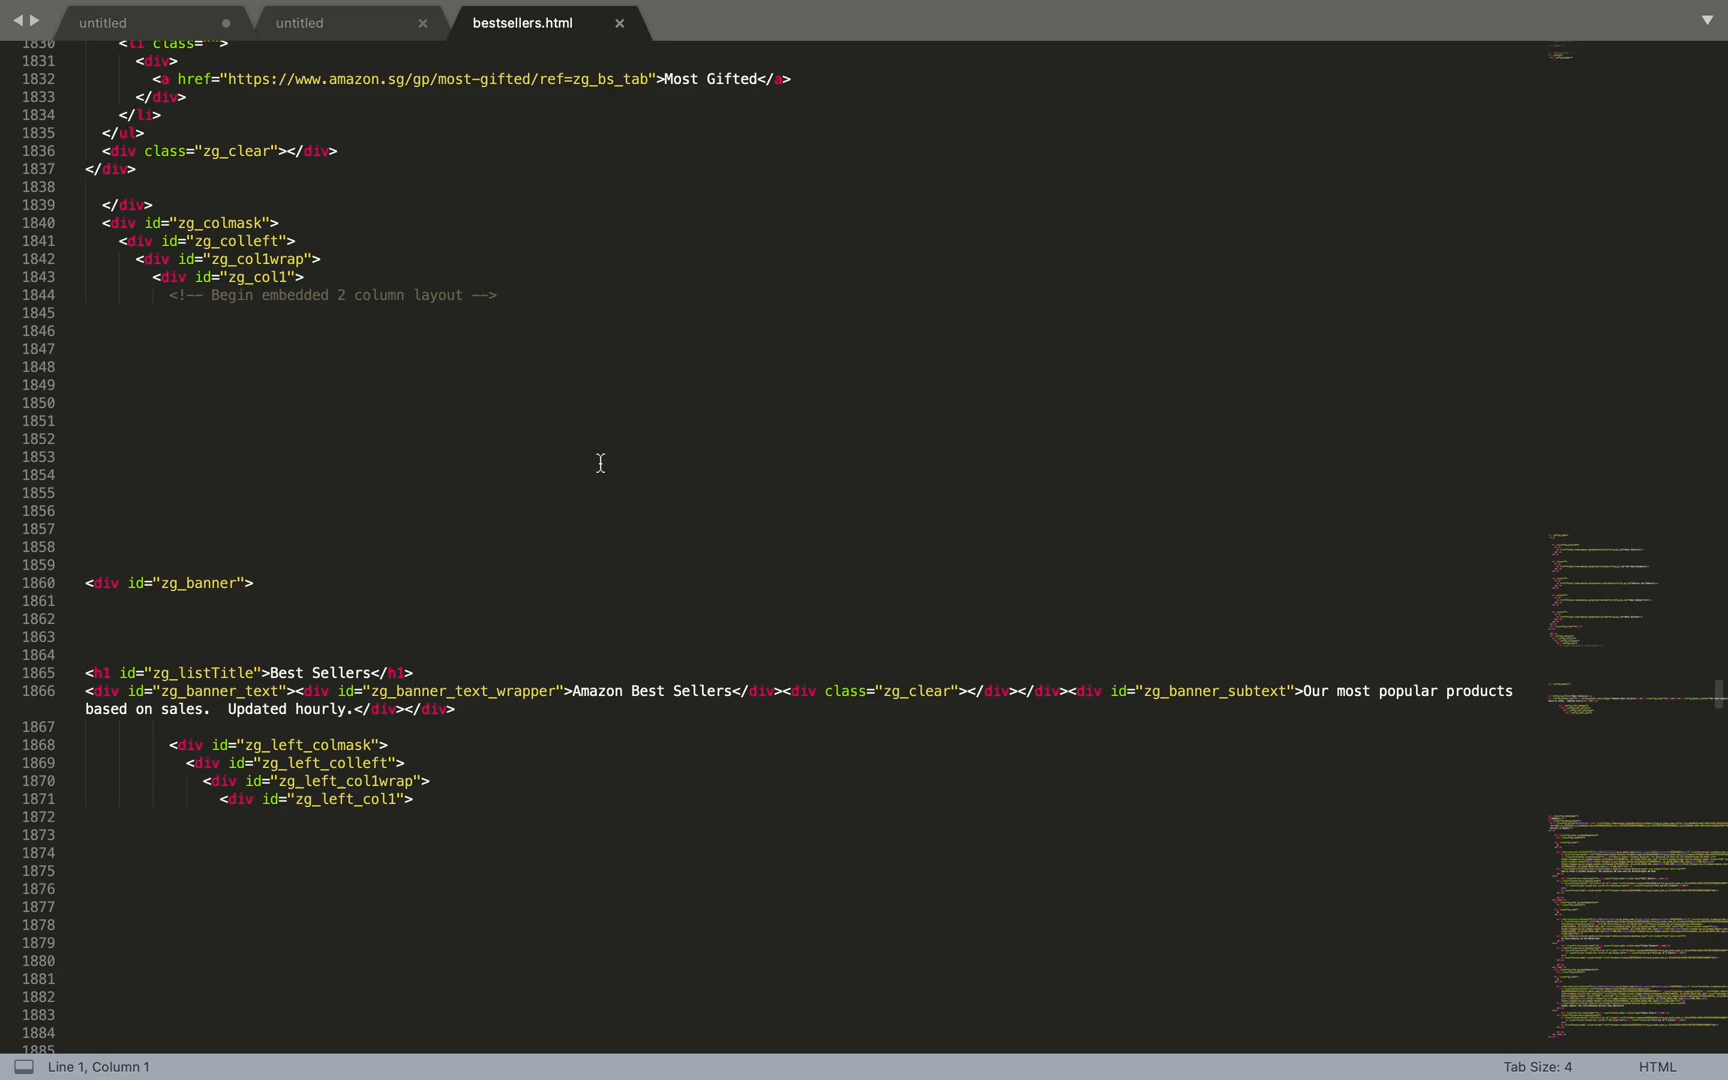 untitled
untitled
bestsellers.html
1830 <li class="">
1831 <div>
1832 <a href="https://www.amazon.sg/gp/most-gifted/ref=zg_bs_tab">Most Gifted</a>
1833 </div>
1834 </li>
1835 </ul>
1836 <div class="zg_clear"></div>
1837 </div>
1838
1839 </div>
1840 <div id="zg_colmask">
1841 <div id="zg_colleft">
1842 <div id="zg_col1wrap">
1843 <div id="zg_col1">
1844 <!-- Begin embedded 2 column layout -->
1845
1846
1847
1848
1849
1850
1851
1852
1853
1854
1855
1856
1857
1858
1859
1860 <div id="zg_banner">
1861
1862
1863
1864
1865 <h1 id="zg_listTitle">Best Sellers</h1>
1866 <div id="zg_banner_text"><div id="zg_banner_text_wrapper">Amazon Best Sellers</div><div class="zg_clear"></div></div><div id="zg_banner_subtext">Our most popular products
based on sales.  Updated hourly.</div></div>
1867
1868 <div id="zg_left_colmask">
1869 <div id="zg_left_colleft">
1870 <div id="zg_left_col1wrap">
1871 <div id="zg_left_col1">
1872
1873
1874
1875
1876
1877
1878
1879
1880
1881
1882
1883
1884
1885
Line 1, Column 1
Tab Size: 4
HTML